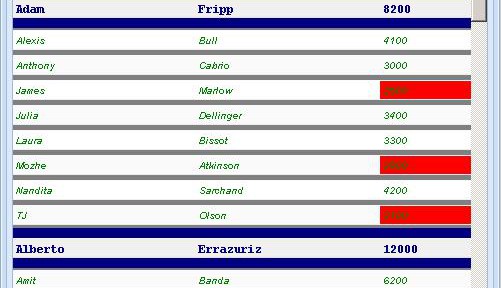 Adam Fripp 8200
Alexis Bull 4100
Anthony Cabrio 3000
James Marlow
Julia Dellinger 3400
Laura Bissot 3300
Mozhe Atkinson
Nandita Sarchand 4200
TJ Olson
Alberto Errazuriz 12000
Amit Banda 6200